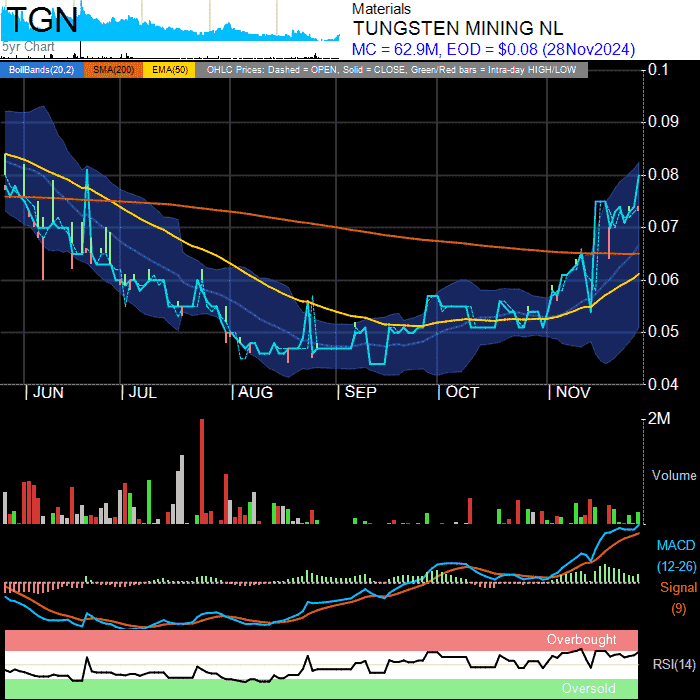 TGN
5yr Chart
Materials
TUNGSTEN MINING NL
MC = 62.9M, EOD = $0.08 (28Nov2024)
BollBands(20,2) SMA(200) EMA(50) OHLC Prices: Dashed = OPEN, Solid = CLOSE, Green/Red bars = Intra-day HIGH/LOW
0.1
0.09
0.08
0.07
0.06
0.05
0.04
JUN JUL AUG SEP OCT NOV
2M
Volume
MACD
(12-26)
Signal
(9)
Overbought
RSI(14)
Oversold